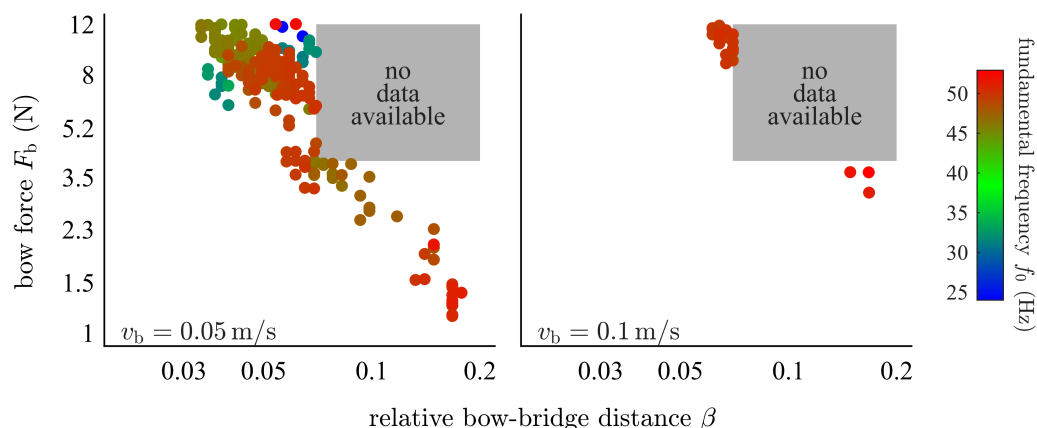 12
8
5.2
3.5
2.3
1.5
1
bow force F_b (N)
no
data
available
v_b = 0.05 m/s
0.03 0.05 0.1 0.2
no
data
available
v_b = 0.1 m/s
0.03 0.05 0.1 0.2
relative bow-bridge distance β
50
45
40
35
30
25
fundamental frequency f_0 (Hz)